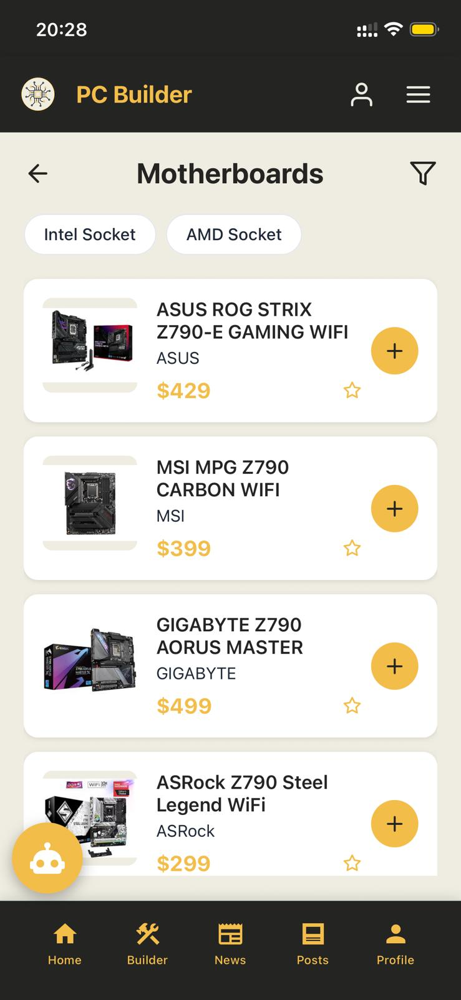 20:28
PC Builder
Motherboards
Intel Socket
AMD Socket
ASUS ROG STRIX
Z790-E GAMING WIFI
ASUS
$429
MSI MPG Z790
CARBON WIFI
MSI
$399
GIGABYTE Z790
AORUS MASTER
GIGABYTE
$499
DDR5
WiFi
ASRock Z790 Steel
Legend WiFi
ASRock
$299
Home
Builder
News
Posts
Profile